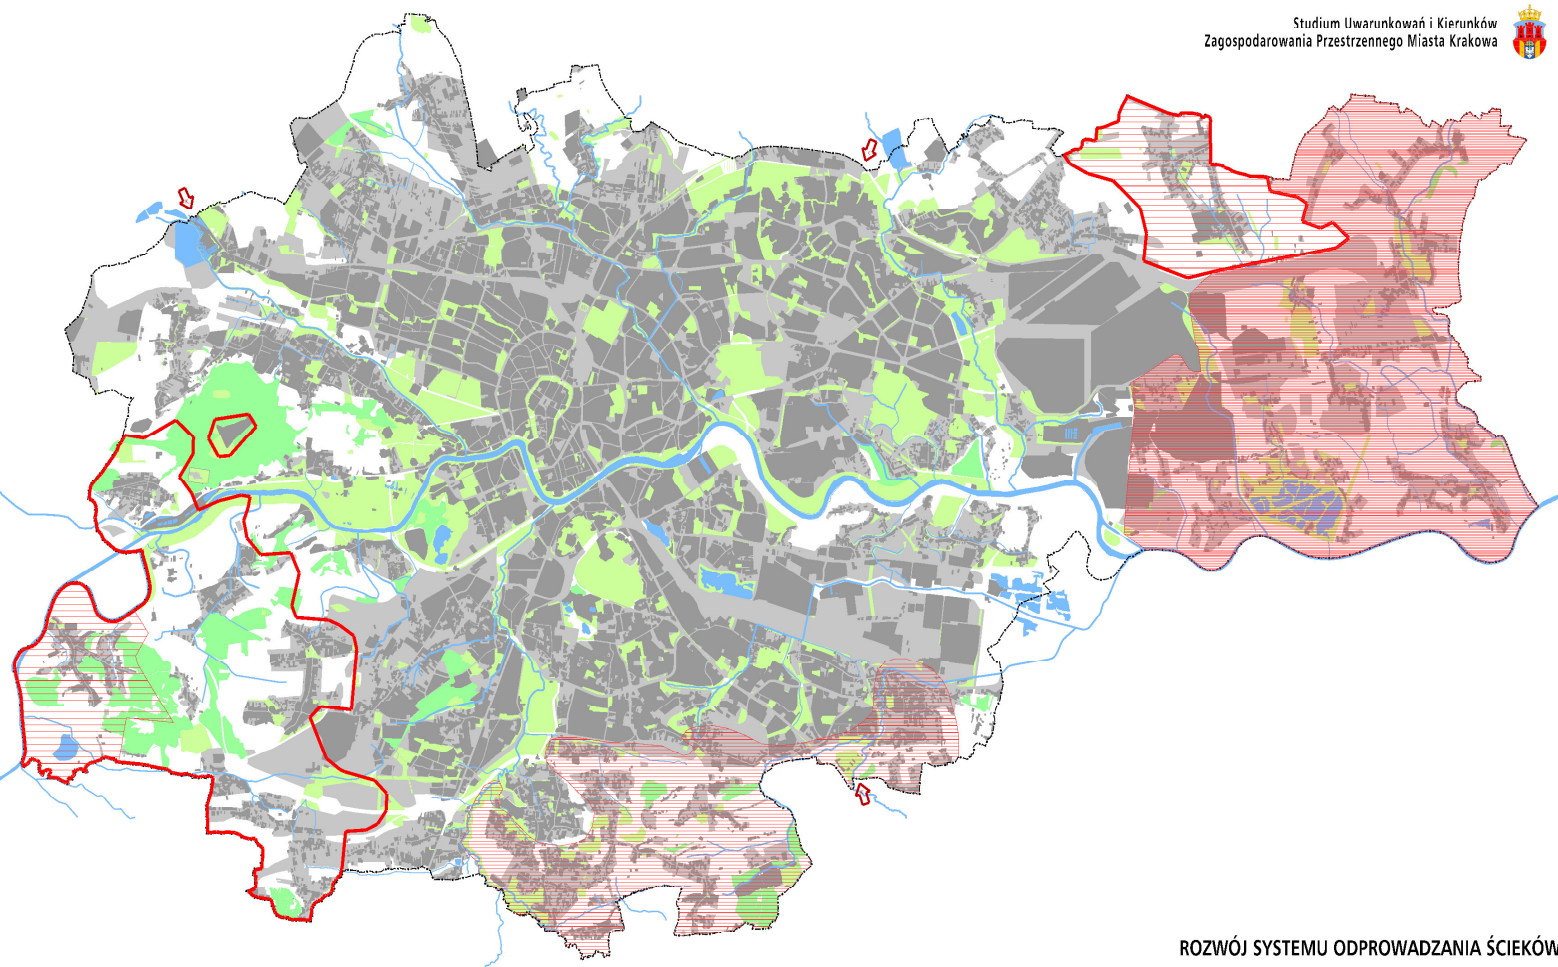 Studium Uwarunkowań i Kierunków
Zagospodarowania Przestrzennego Miasta Krakowa
ROZWÓJ SYSTEMU ODPROWADZANIA ŚCIEKÓW